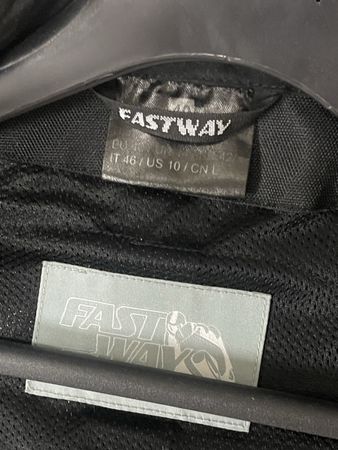 FASTWAY
IT 46 / US 10 / CN L
FAST
WAY